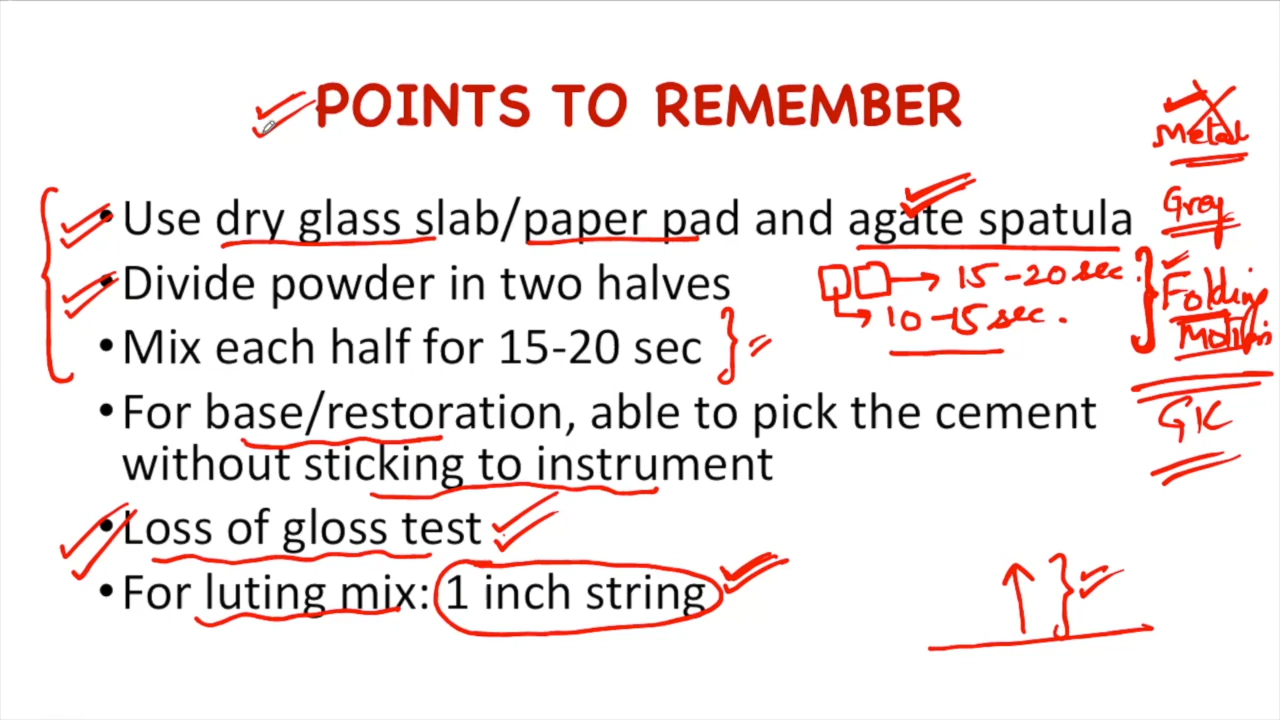 POINTS TO REMEMBER
Metal
• Use dry glass slab/paper pad and agate spatula
Grey
• Divide powder in two halves
15-20 sec
Folding
Motion
10-15 sec.
• Mix each half for 15-20 sec
• For base/restoration, able to pick the cement
without sticking to instrument
GK
• Loss of gloss test
• For luting mix: 1 inch string